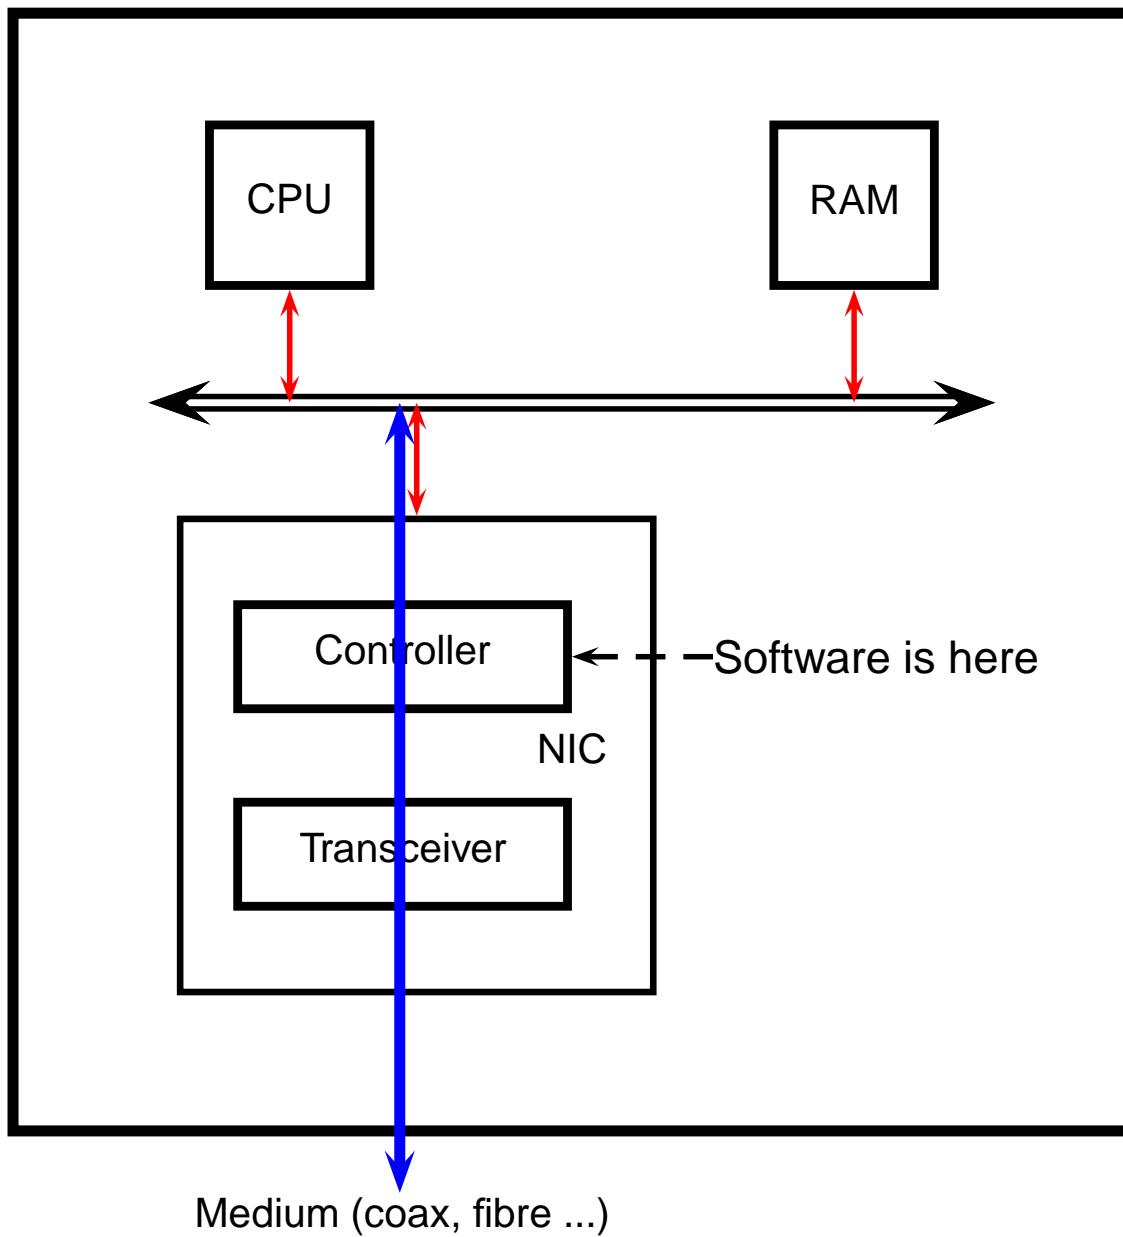 CPU
RAM
Controller
Software is here
NIC
Transceiver
Medium (coax, fibre ...)